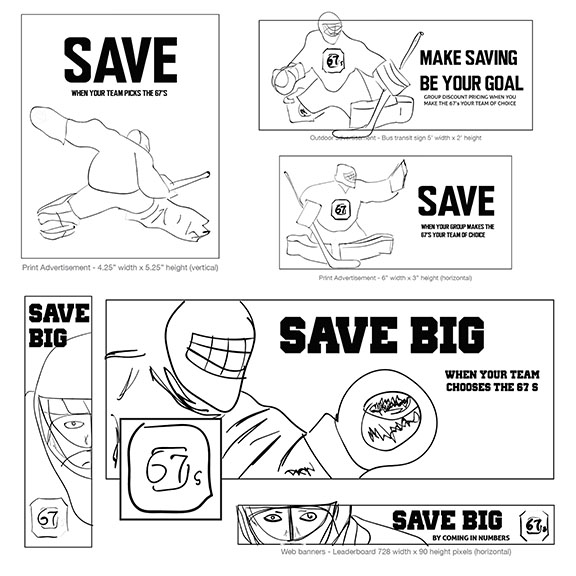 SAVE
WHEN YOUR TEAM PICKS THE 67'S
Print Advertisement - 4.25" width x 5.25" height (vertical)
67s
MAKE SAVING
BE YOUR GOAL
GROUP DISCOUNT PRICING WHEN YOU
MAKE THE 67's YOUR TEAM OF CHOICE
Outdoor advertisement - Bus transit sign 5' width x 2' height
67
SAVE
WHEN YOUR GROUP MAKES THE
67'S YOUR TEAM OF CHOICE
Print Advertisement - 6" width x 3" height (horizontal)
SAVE
BIG
67
SAVE BIG
WHEN YOUR TEAM
CHOOSES THE 67 S
67s
SAVE BIG
BY COMING IN NUMBERS
67s
Web banners - Leaderboard 728 width x 90 height pixels (horizontal)